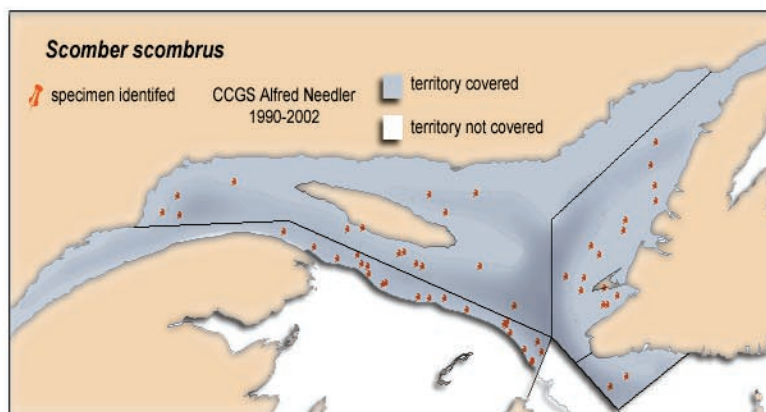 Scomber scombrus
specimen identifed
CCGS Alfred Needler
1990-2002
territory covered
territory not covered